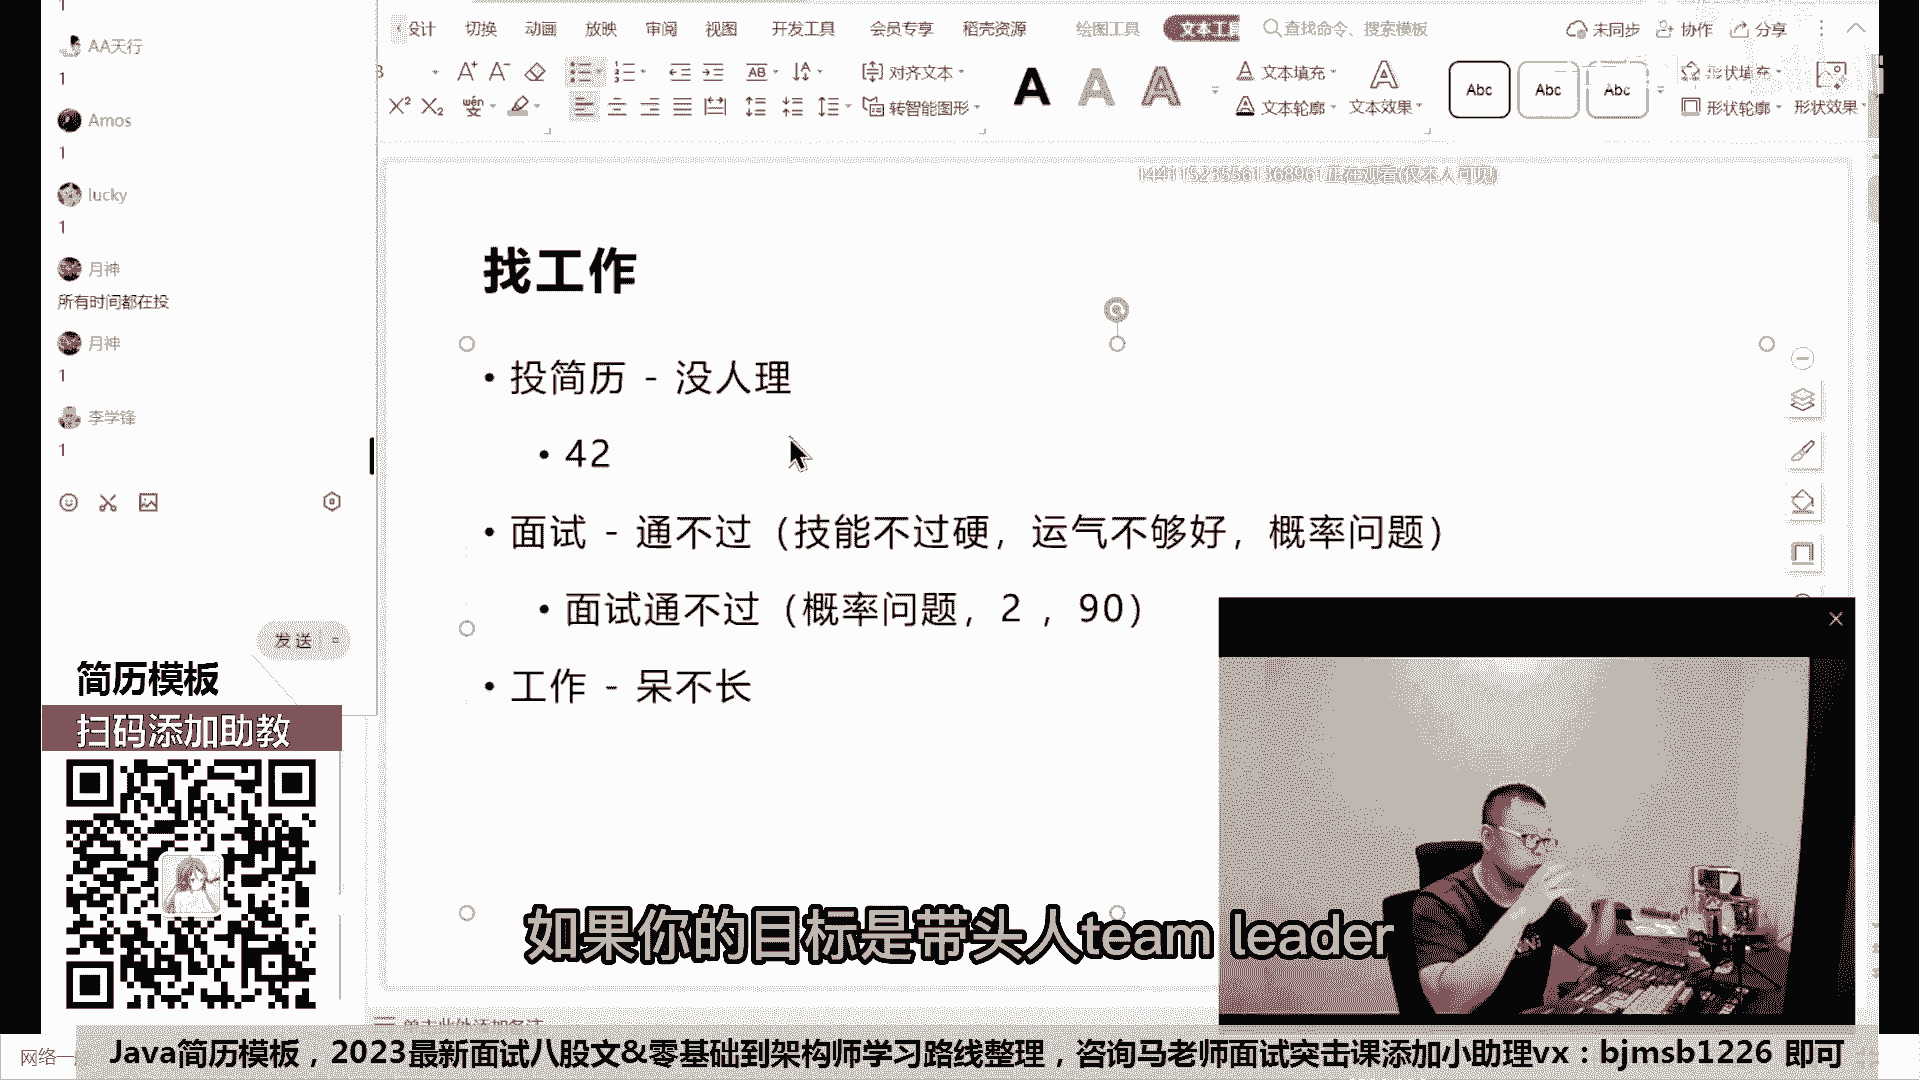 1
AA天行
1
Amos
1
lucky
1
月神
所有时间都在投
月神
1
李学锋
1
发送
简历模板
扫码添加助教
设计 切换 动画 放映 审阅 视图 开发工具 会员专享 稻壳资源 绘图工具 文本工具 查找命令、搜索模板 未同步 协作 分享
对齐文本 文本填充 形状填充
转智能图形 文本轮廓 文本效果 Abc Abc Abc 形状轮廓 形状效果
正在观看(仅本人可见)
找工作
• 投简历 - 没人理
• 42
• 面试 - 通不过（技能不过硬，运气不够好，概率问题）
• 面试通不过（概率问题，2 ，90）
• 工作 - 呆不长
如果你的目标是带头人team leader
单击此处添加备注
网络一
Java简历模板，2023最新面试八股文&零基础到架构师学习路线整理，咨询马老师面试突击课添加小助理vx：bjmsb1226 即可